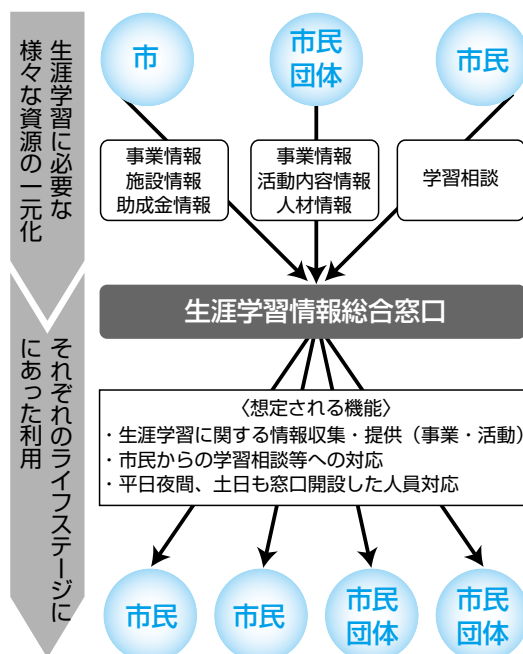 生涯学習に必要な
様々な資源の一元化
市
市民
団体
市民
事業情報
施設情報
助成金情報
事業情報
活動内容情報
人材情報
学習相談
生涯学習情報総合窓口
それぞれのライフステージに
にあった利用
〈想定される機能〉
・生涯学習に関する情報収集・提供（事業・活動）
・市民からの学習相談等への対応
・平日夜間、土日も窓口開設した人員対応
市民
市民
市民
団体
市民
団体